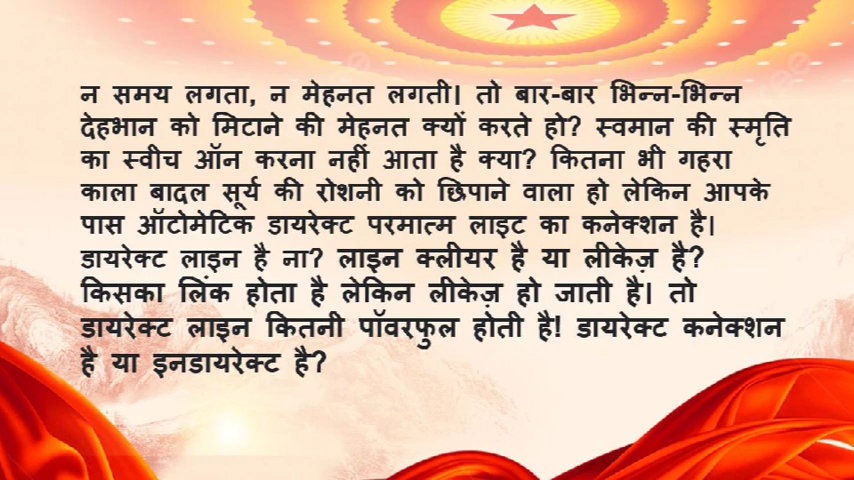 न समय लगता, न मेहनत लगती। तो बार-बार भिन्न-भिन्न
देहभान को मिटाने की मेहनत क्यों करते हो? स्वमान की स्मृति
का स्वीच ऑन करना नहीं आता है क्या? कितना भी गहरा
काला बादल सूर्य की रोशनी को छिपाने वाला हो लेकिन आपके
पास ऑटोमेटिक डायरेक्ट परमात्म लाइट का कनेक्शन है।
डायरेक्ट लाइन है ना? लाइन क्लीयर है या लीकेज़ है?
किसका लिंक होता है लेकिन लीकेज़ हो जाती है। तो
डायरेक्ट लाइन कितनी पॉवरफुल होती है! डायरेक्ट कनेक्शन
है या इनडायरेक्ट है?